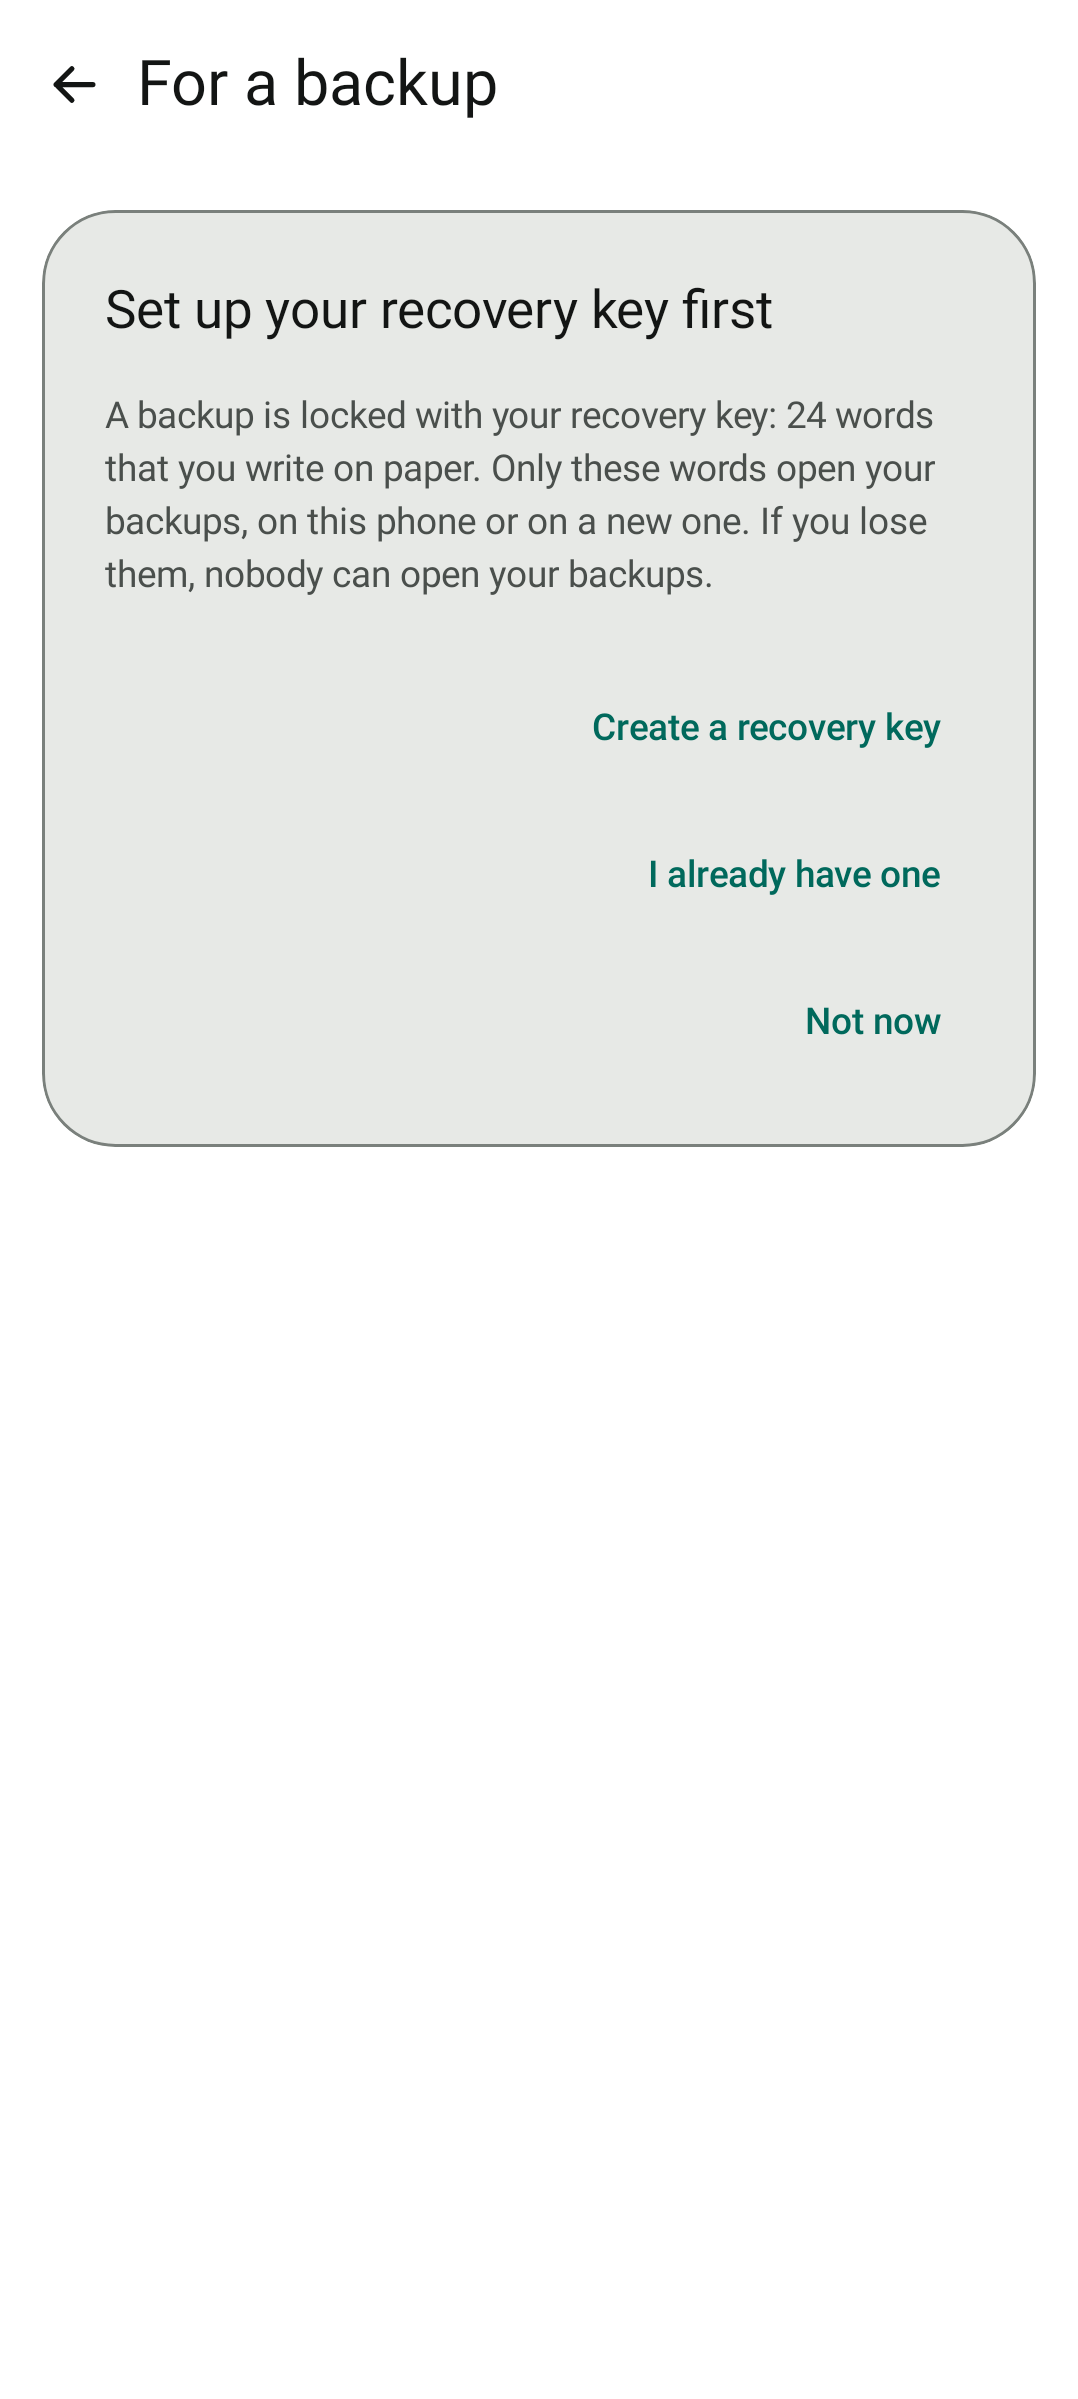 For a backup
Set up your recovery key first
A backup is locked with your recovery key: 24 words
that you write on paper. Only these words open your
backups, on this phone or on a new one. If you lose
them, nobody can open your backups.
Create a recovery key
I already have one
Not now